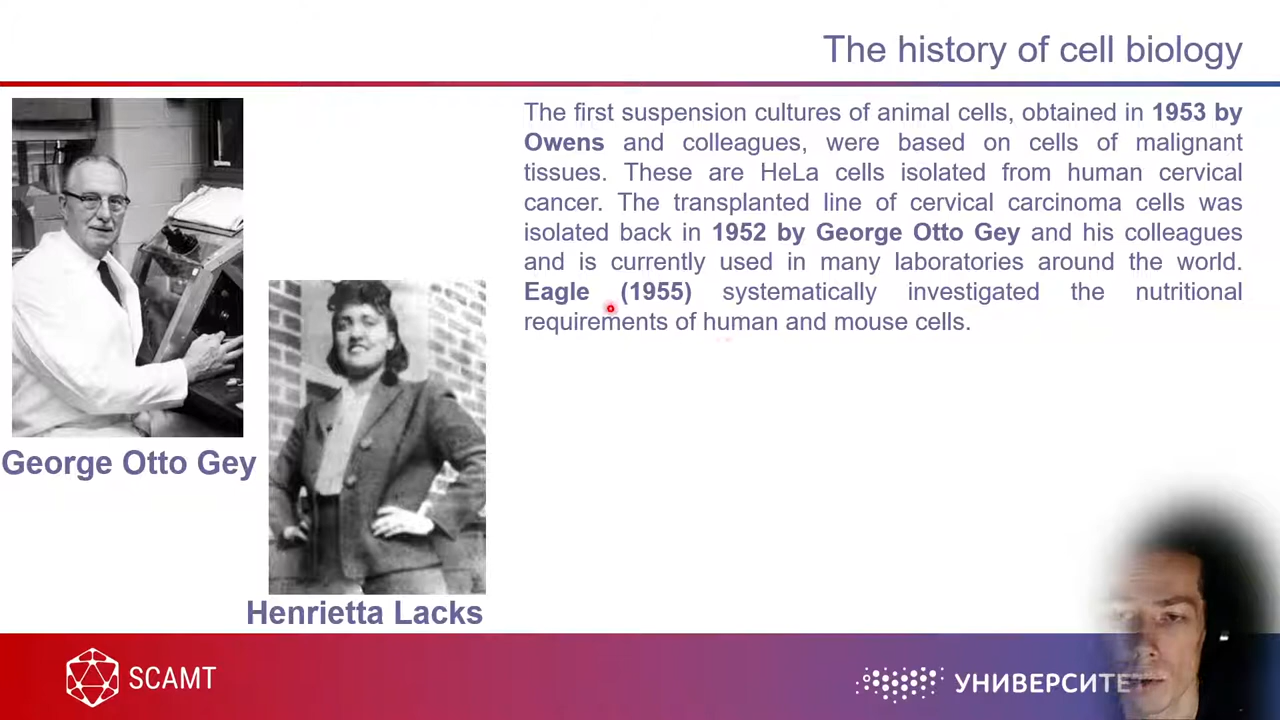 The history of cell biology
The first suspension cultures of animal cells, obtained in 1953 by
Owens and colleagues, were based on cells of malignant
tissues. These are HeLa cells isolated from human cervical
cancer. The transplanted line of cervical carcinoma cells was
isolated back in 1952 by George Otto Gey and his colleagues
and is currently used in many laboratories around the world.
Eagle (1955) systematically investigated the nutritional
requirements of human and mouse cells.
George Otto Gey
Henrietta Lacks
SCAMT
УНИВЕРСИТЕТ